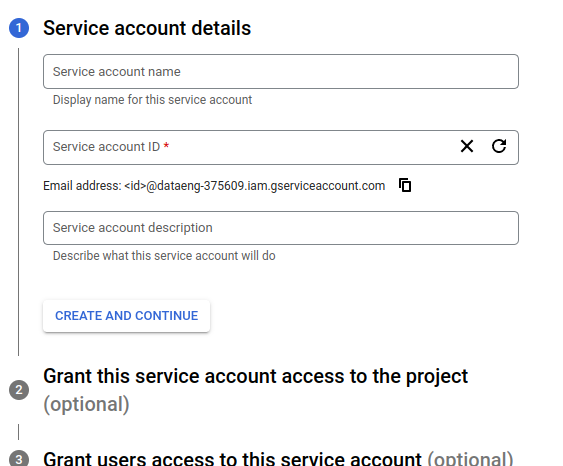 1 Service account details
Service account name
Display name for this service account
Service account ID *
Email address: <id>@dataeng-375609.iam.gserviceaccount.com
Service account description
Describe what this service account will do
CREATE AND CONTINUE
2 Grant this service account access to the project
(optional)
3 Grant users access to this service account (optional)